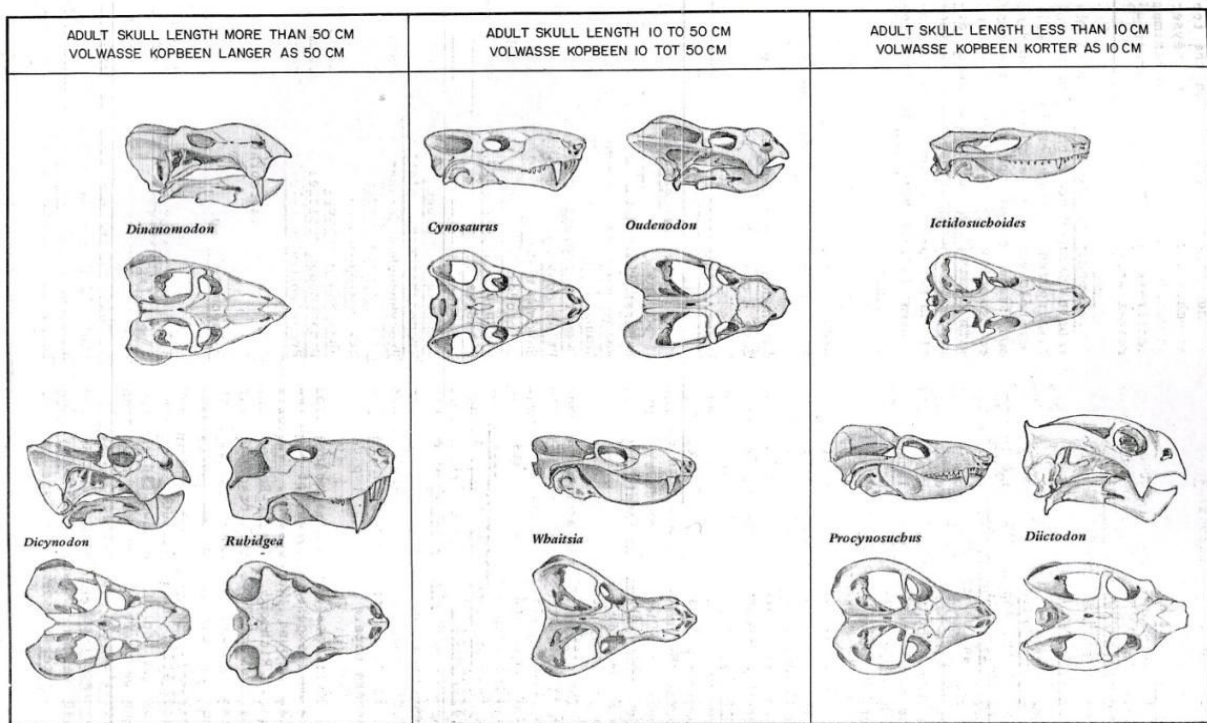 ADULT SKULL LENGTH MORE THAN 50 CM
VOLWASSE KOPBEEN LANGER AS 50 CM
ADULT SKULL LENGTH 10 TO 50 CM
VOLWASSE KOPBEEN 10 TOT 50 CM
ADULT SKULL LENGTH LESS THAN 10 CM
VOLWASSE KOPBEEN KORTER AS 10 CM
Dinanomodon
Cynosaurus
Oudenodon
Ictidosuchoides
Dicynodon
Rubidgea
Whaitsia
Procynosuchus
Diictodon